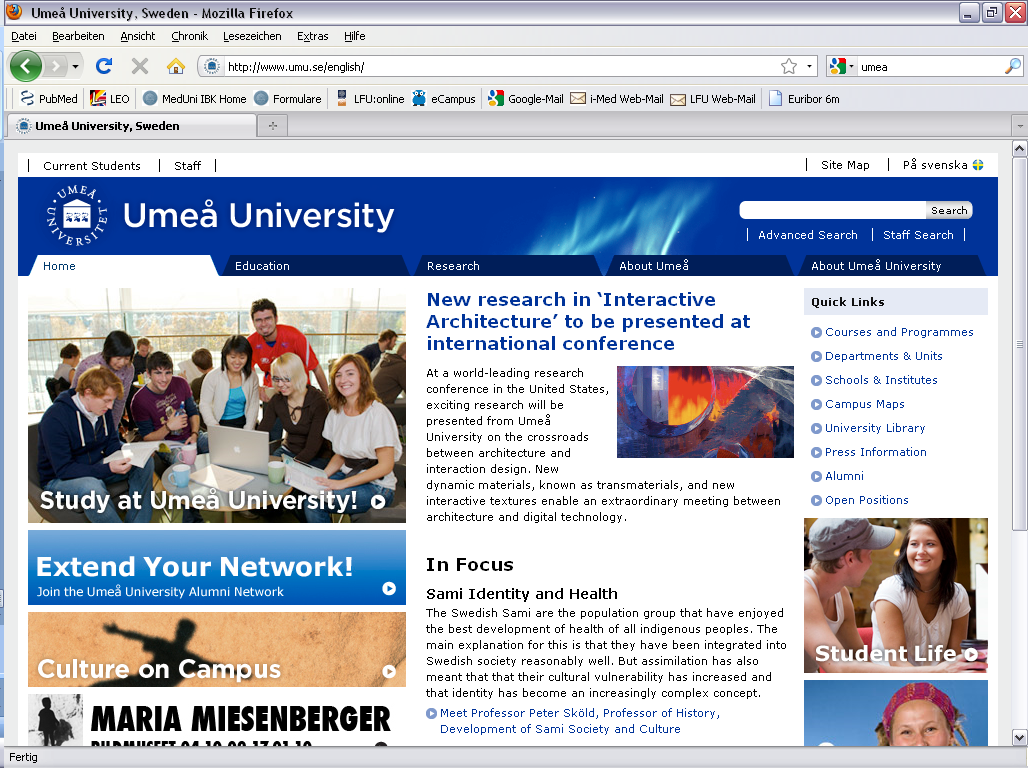 Umeå University, Sweden - Mozilla Firefox
Datei Bearbeiten Ansicht Chronik Lesezeichen Extras Hilfe
http://www.umu.se/english/ umea
PubMed LEO MedUni IBK Home Formulare LFU:online eCampus Google-Mail i-Med Web-Mail LFU Web-Mail Euribor 6m
Umeå University, Sweden
Current Students Staff Site Map På svenska
UMEÅ UNIVERSITET
Umeå University
Search
Advanced Search Staff Search
Home Education Research About Umeå About Umeå University
Study at Umeå University!
Extend Your Network!
Join the Umeå University Alumni Network
Culture on Campus
MARIA MIESENBERGER
New research in ‘Interactive
Architecture’ to be presented at
international conference
At a world-leading research
conference in the United States,
exciting research will be
presented from Umeå
University on the crossroads
between architecture and
interaction design. New
dynamic materials, known as transmaterials, and new
interactive textures enable an extraordinary meeting between
architecture and digital technology.
In Focus
Sami Identity and Health
The Swedish Sami are the population group that have enjoyed
the best development of health of all indigenous peoples. The
main explanation for this is that they have been integrated into
Swedish society reasonably well. But assimilation has also
meant that that their cultural vulnerability has increased and
that identity has become an increasingly complex concept.
Meet Professor Peter Sköld, Professor of History,
Development of Sami Society and Culture
Quick Links
Courses and Programmes
Departments & Units
Schools & Institutes
Campus Maps
University Library
Press Information
Alumni
Open Positions
Student Life
Fertig